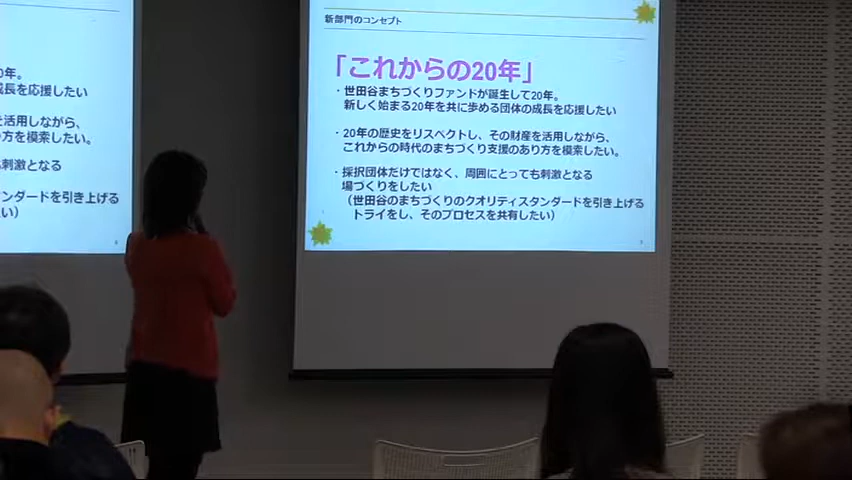 新部門のコンセプト
「これからの20年」
・世田谷まちづくりファンドが誕生して20年。
新しく始まる20年を共に歩める団体の成長を応援したい
・20年の歴史をリスペクトし、その財産を活用しながら、
これからの時代のまちづくり支援のあり方を模索したい。
・採択団体だけではなく、周囲にとっても刺激となる
場づくりをしたい
（世田谷のまちづくりのクオリティスタンダードを引き上げる
トライをし、そのプロセスを共有したい）
0年。
成長を応援したい
を活用しながら、
り方を模索したい。
刺激となる
ンダードを引き上げる
い）